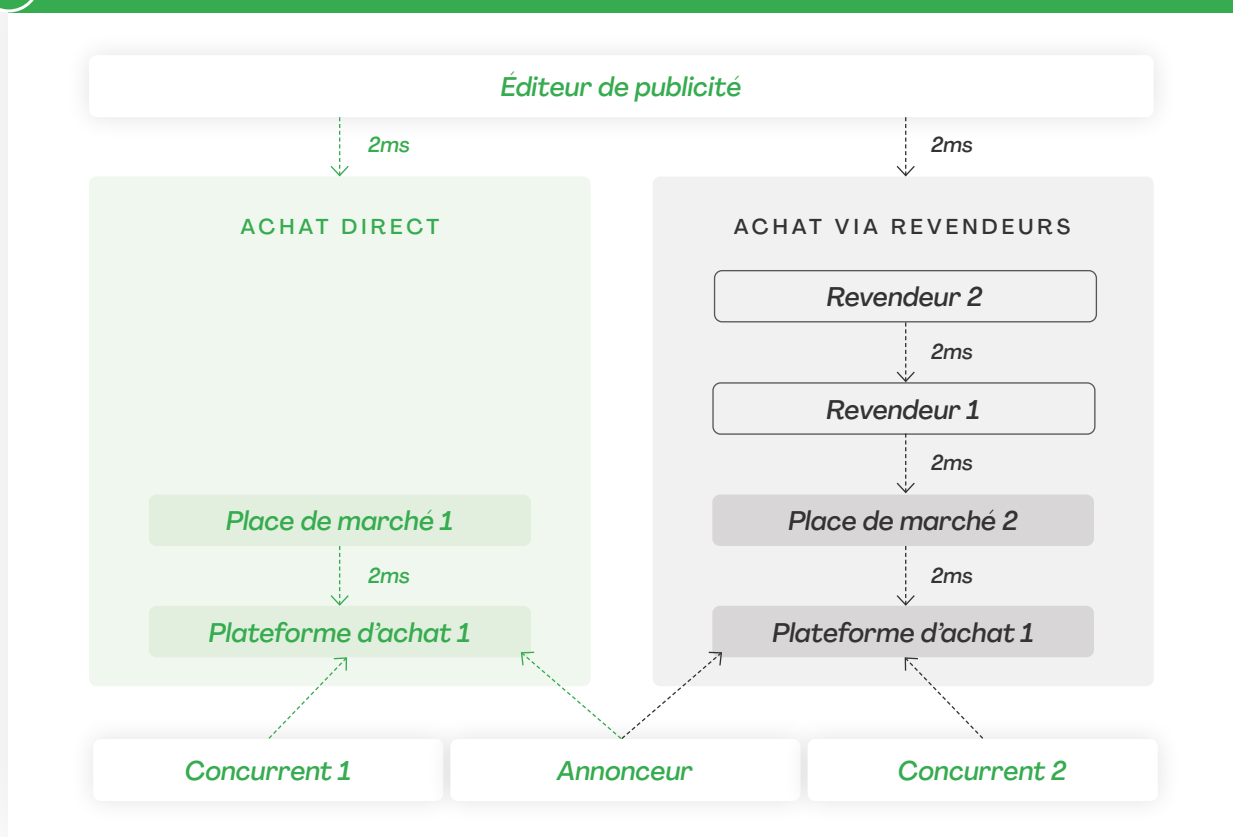 Éditeur de publicité
2ms
2ms
ACHAT DIRECT
ACHAT VIA REVENDEURS
Revendeur 2
2ms
Revendeur 1
2ms
Place de marché 1
Place de marché 2
2ms
2ms
Plateforme d’achat 1
Plateforme d’achat 1
Concurrent 1
Annonceur
Concurrent 2